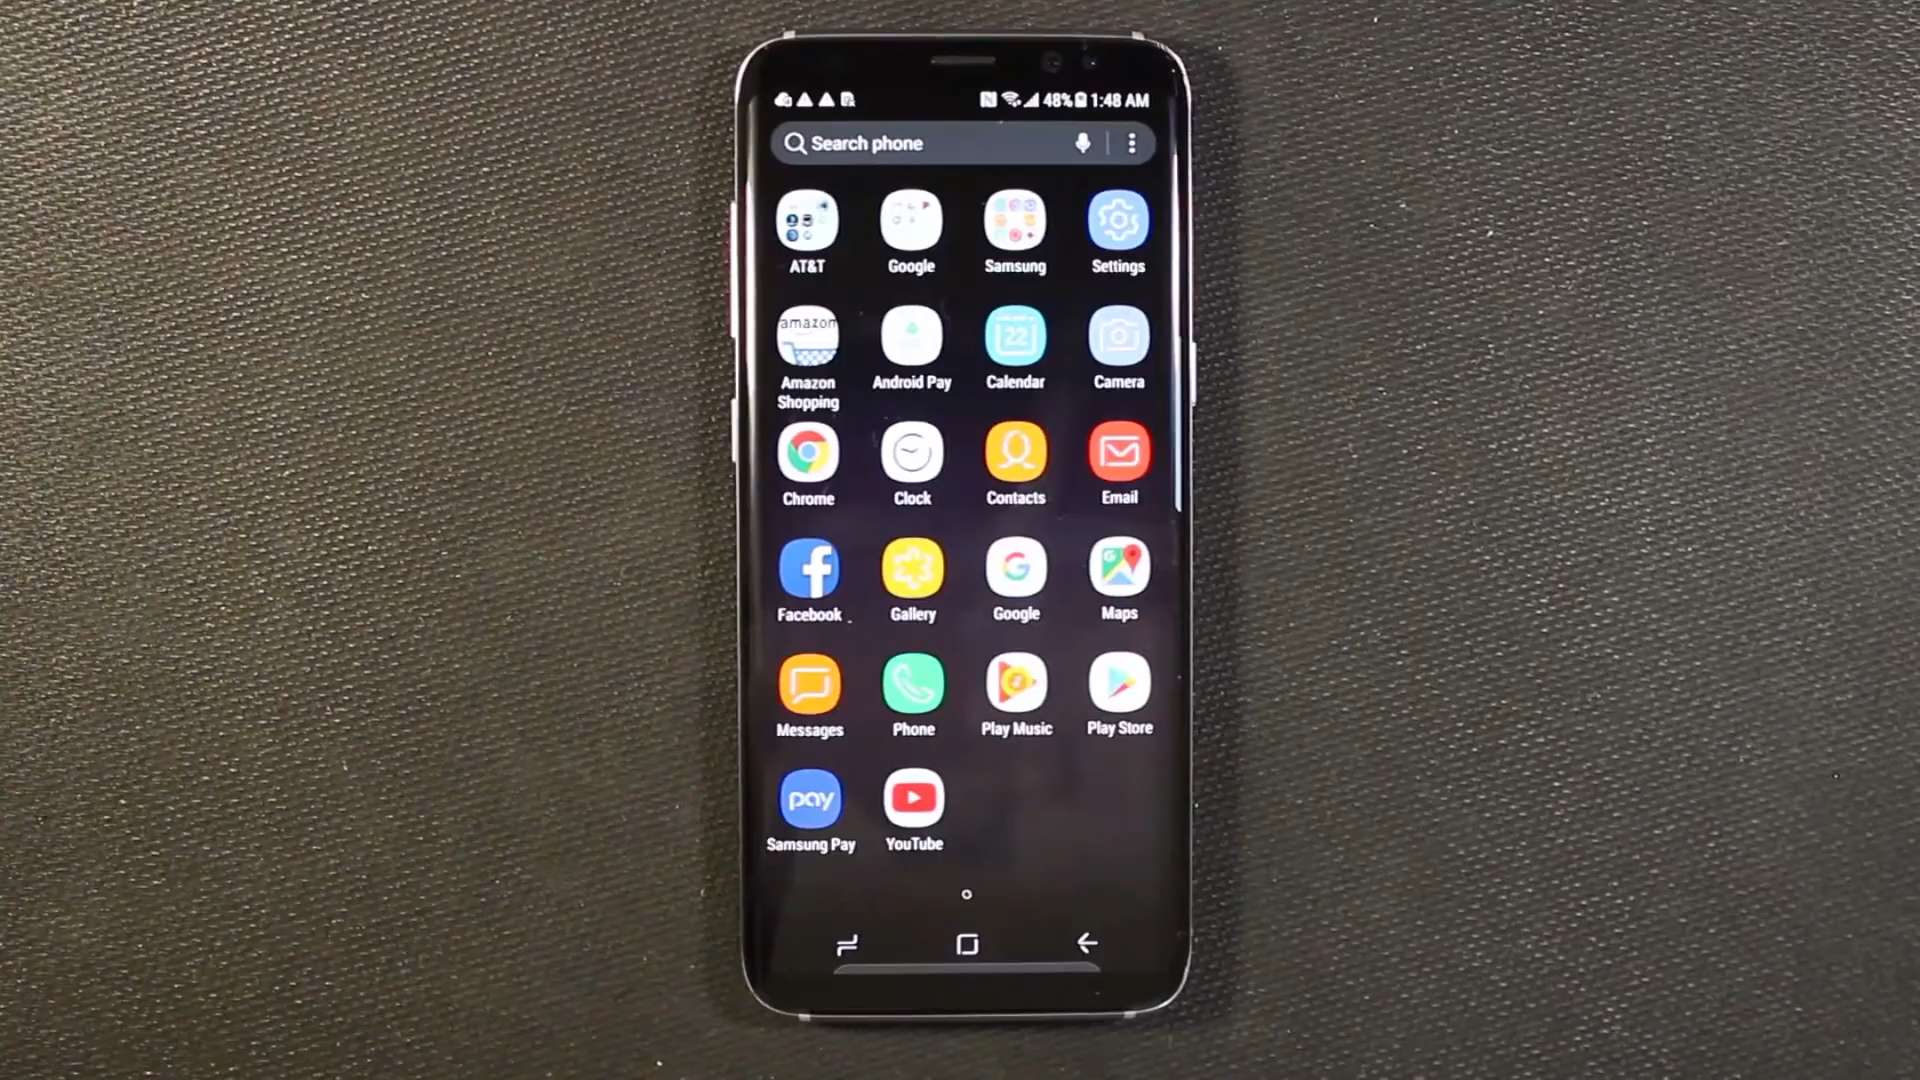 48% 1:48 AM
Search phone
AT&T Google Samsung Settings
amazon
22
Amazon Shopping
Android Pay Calendar Camera
Chrome Clock Contacts Email
Facebook Gallery Google Maps
Messages Phone Play Music Play Store
pay
Samsung Pay YouTube